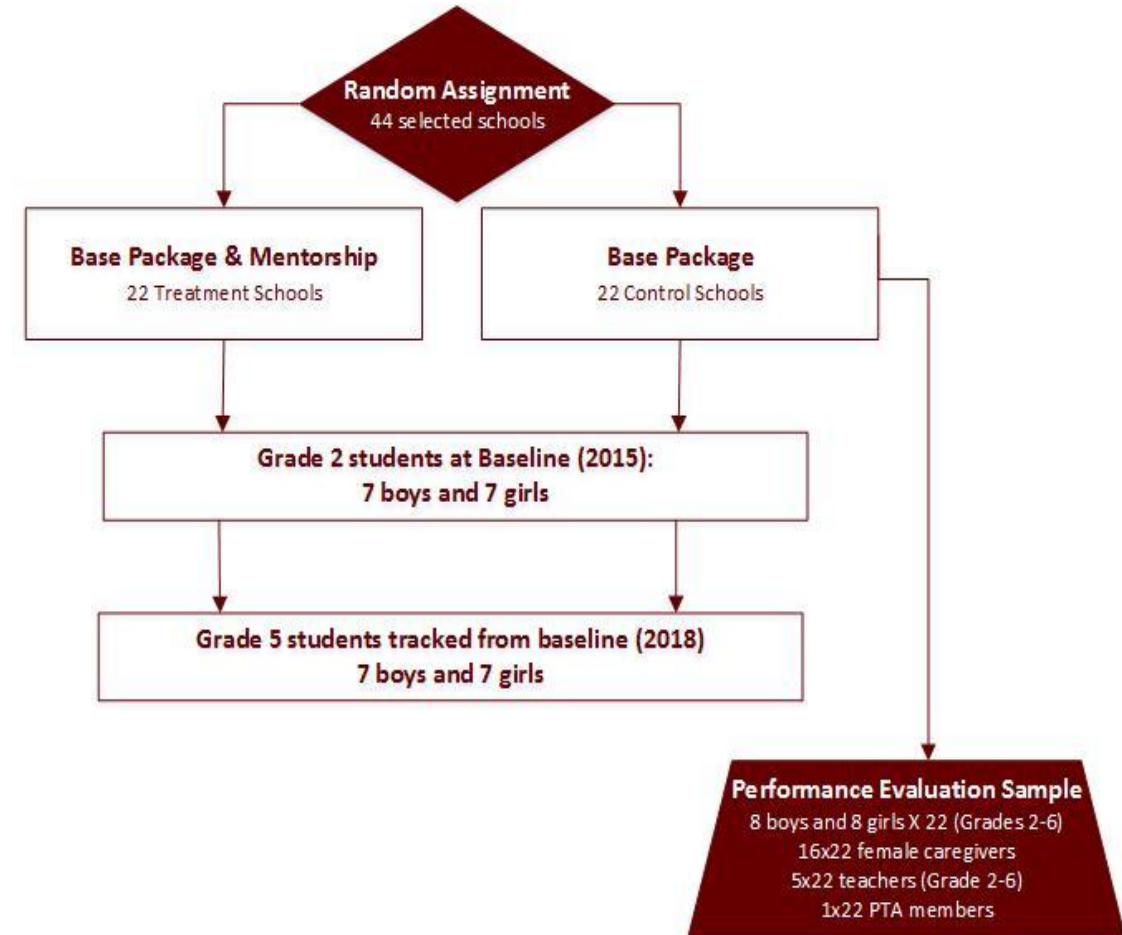 Random Assignment
44 selected schools
Base Package & Mentorship
22 Treatment Schools
Base Package
22 Control Schools
Grade 2 students at Baseline (2015):
7 boys and 7 girls
Grade 5 students tracked from baseline (2018)
7 boys and 7 girls
Performance Evaluation Sample
8 boys and 8 girls X 22 (Grades 2-6)
16x22 female caregivers
5x22 teachers (Grade 2-6)
1x22 PTA members